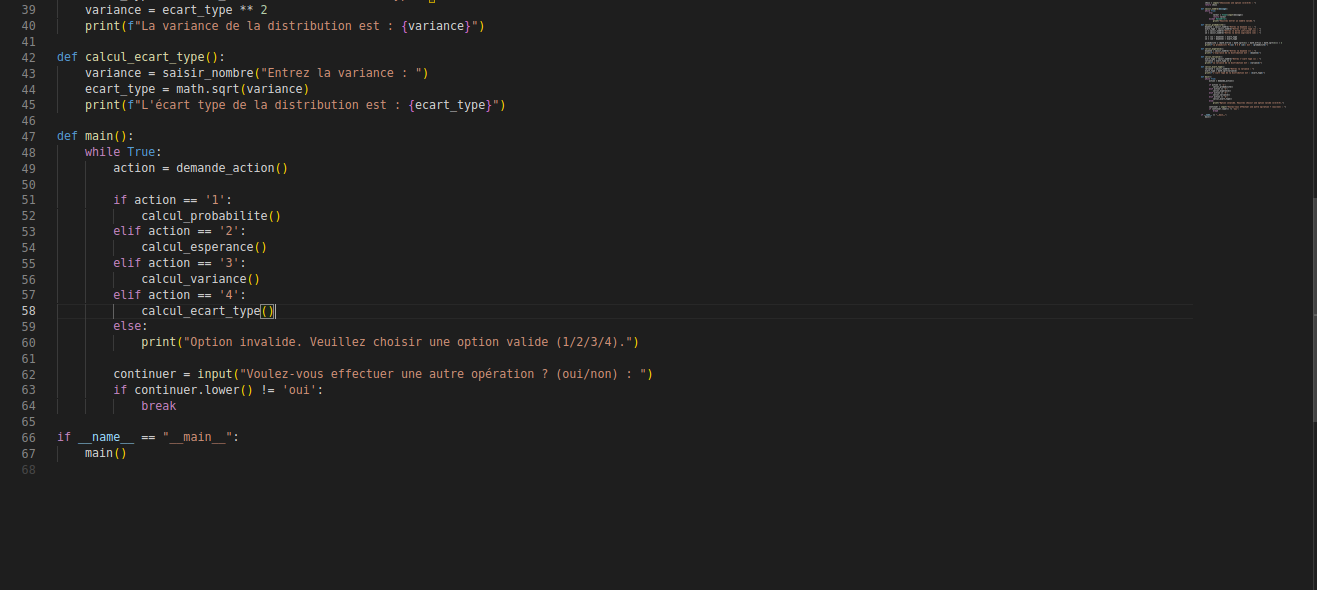 39 variance = ecart_type ** 2
40 print(f"La variance de la distribution est : {variance}")
41
42 def calcul_ecart_type():
43 variance = saisir_nombre("Entrez la variance : ")
44 ecart_type = math.sqrt(variance)
45 print(f"L'écart type de la distribution est : {ecart_type}")
46
47 def main():
48 while True:
49 action = demande_action()
50
51 if action == '1':
52 calcul_probabilite()
53 elif action == '2':
54 calcul_esperance()
55 elif action == '3':
56 calcul_variance()
57 elif action == '4':
58 calcul_ecart_type()
59 else:
60 print("Option invalide. Veuillez choisir une option valide (1/2/3/4).")
61
62 continuer = input("Voulez-vous effectuer une autre opération ? (oui/non) : ")
63 if continuer.lower() != 'oui':
64 break
65
66 if __name__ == "__main__":
67 main()
68